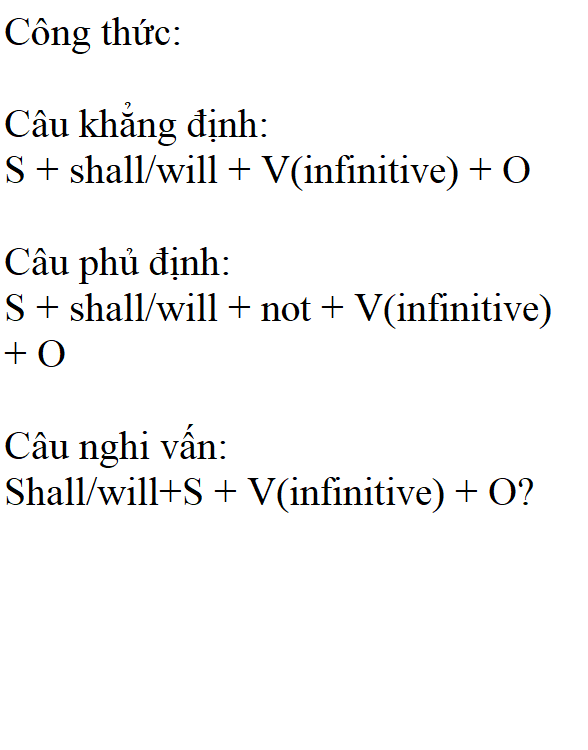 Công thức:
Câu khẳng định:
S + shall/will + V(infinitive) + O
Câu phủ định:
S + shall/will + not + V(infinitive)
+ O
Câu nghi vấn:
Shall/will+S + V(infinitive) + O?